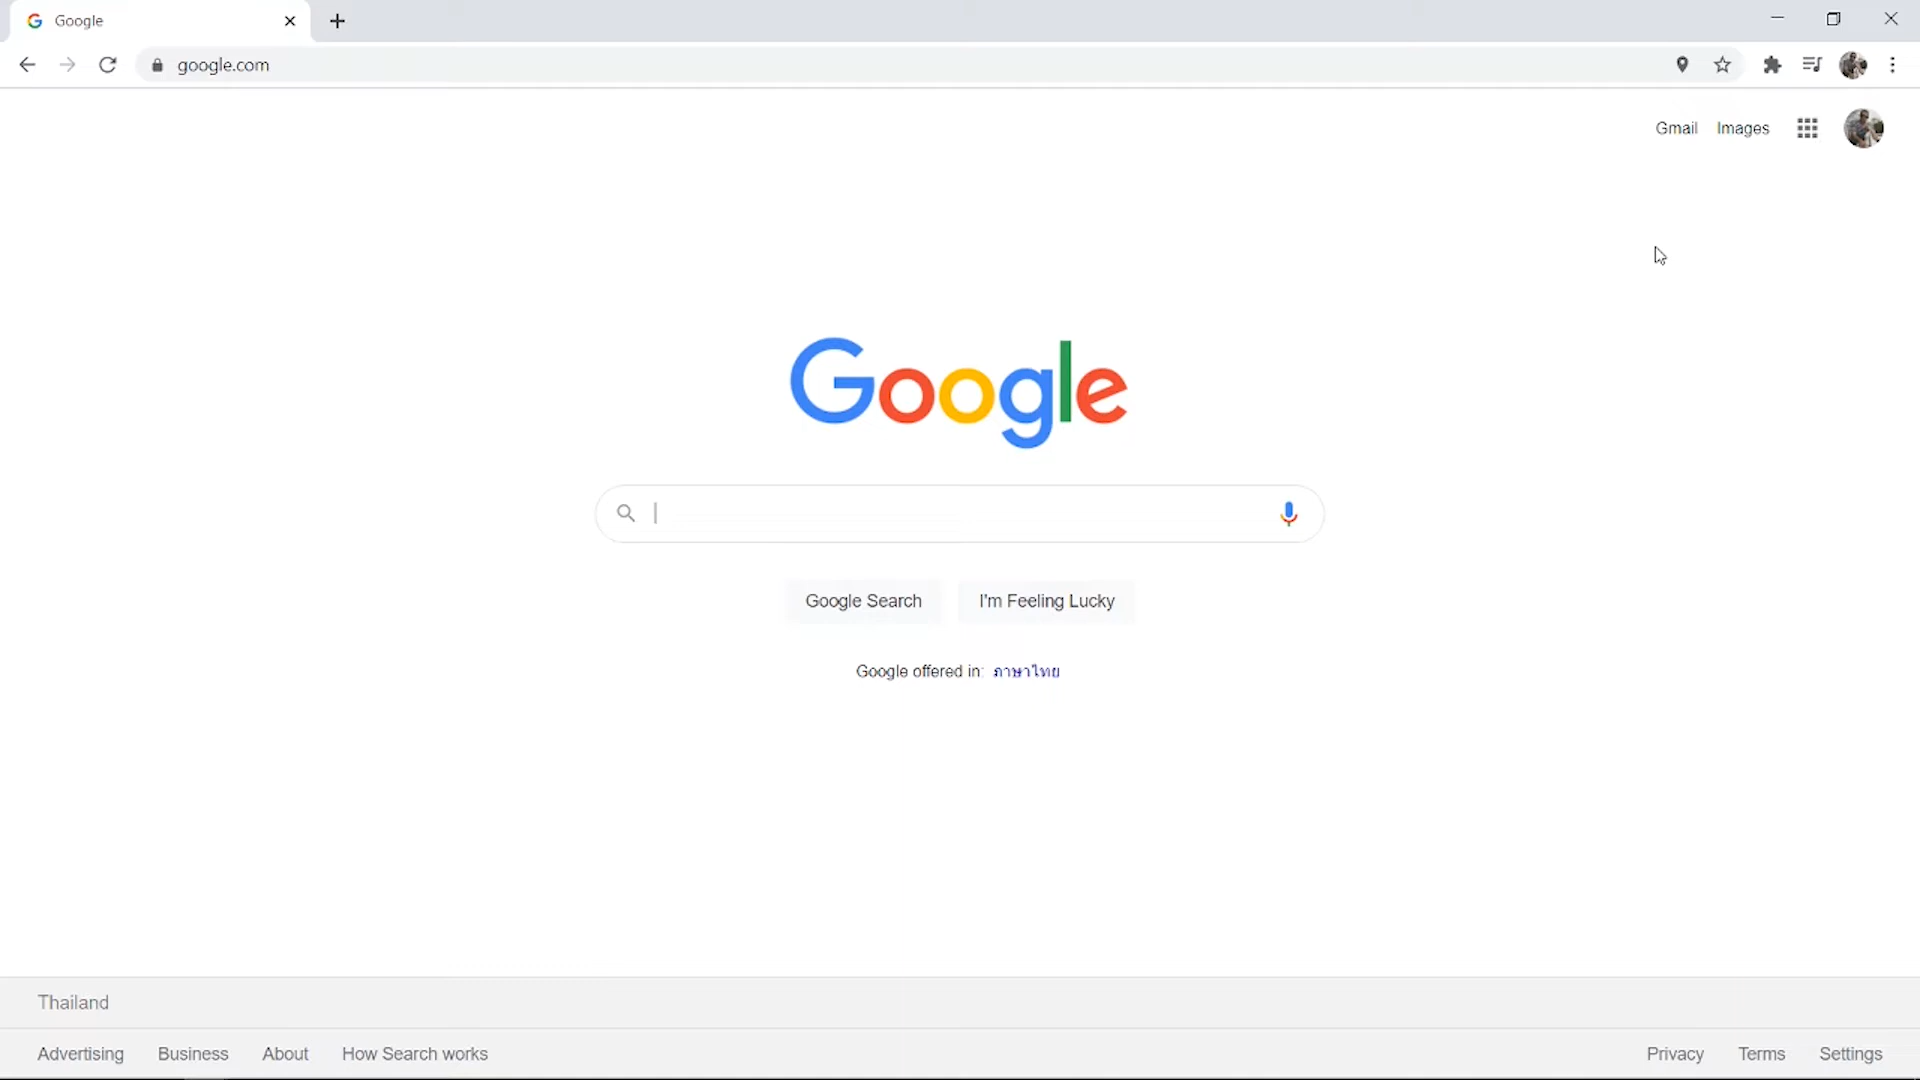 Google
google.com
Gmail Images
Google
Google Search I'm Feeling Lucky
Google offered in: ภาษาไทย
Thailand
Advertising Business About How Search works Privacy Terms Settings